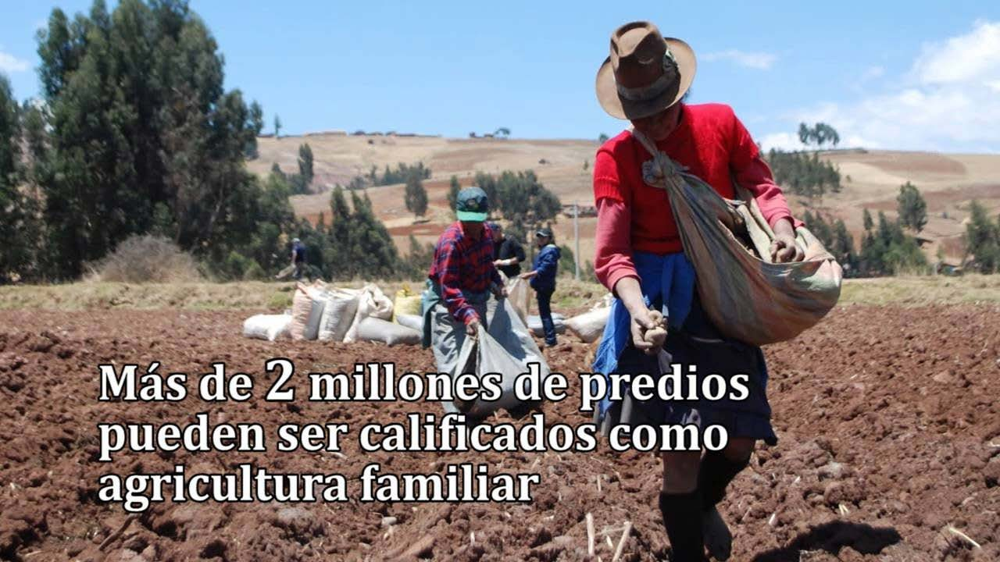 Más de 2 millones de predios
pueden ser calificados como
agricultura familiar